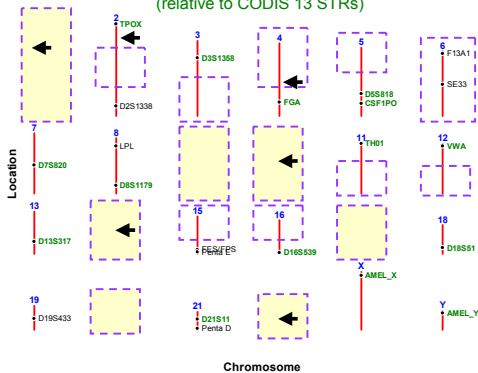 (relative to CODIS 13 STRs)
2
TPOX
D2S1338
3
D3S1358
4
FGA
5
D5S818
CSF1PO
6
F13A1
SE33
7
D7S820
8
LPL
D8S1179
11
TH01
12
VWA
13
D13S317
15
FES/FPS
Penta E
16
D16S539
18
D18S51
19
D19S433
21
D21S11
Penta D
X
AMEL_X
Y
AMEL_Y
Location
Chromosome